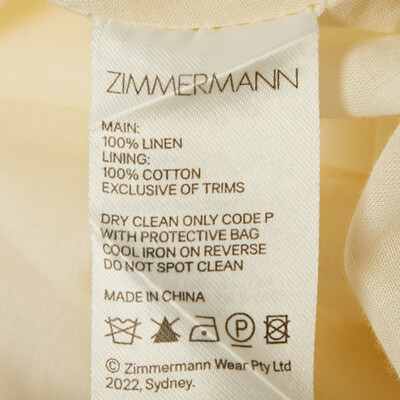 ZIMMERMANN
MAIN:
100% LINEN
LINING:
100% COTTON
EXCLUSIVE OF TRIMS
DRY CLEAN ONLY CODE P
WITH PROTECTIVE BAG
COOL IRON ON REVERSE
DO NOT SPOT CLEAN
MADE IN CHINA
P
© Zimmermann Wear Pty Ltd
2022, Sydney.